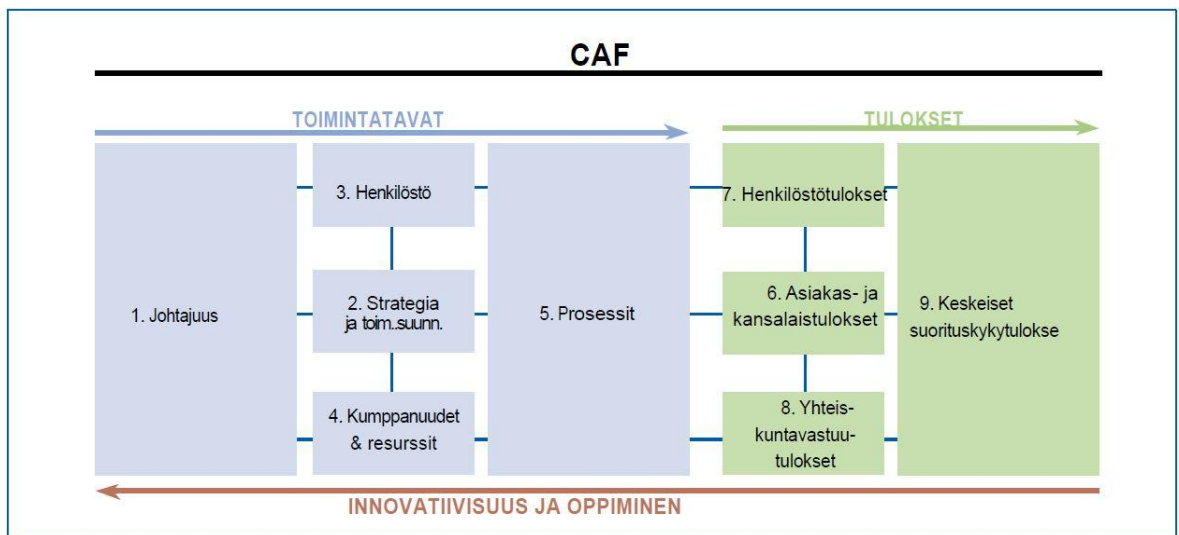 CAF
TOIMINTATAVAT
TULOKSET
1. Johtajuus
3. Henkilöstö
2. Strategia
ja toim..suunn.
4. Kumppanuudet
& resurssit
5. Prosessit
7. Henkilöstötulokset
6. Asiakas- ja
kansalaistulokset
8. Yhteis-
kuntavastuu-
tulokset
9. Keskeiset
suorituskykytulokse
INNOVATIIVISUUS JA OPPIMINEN